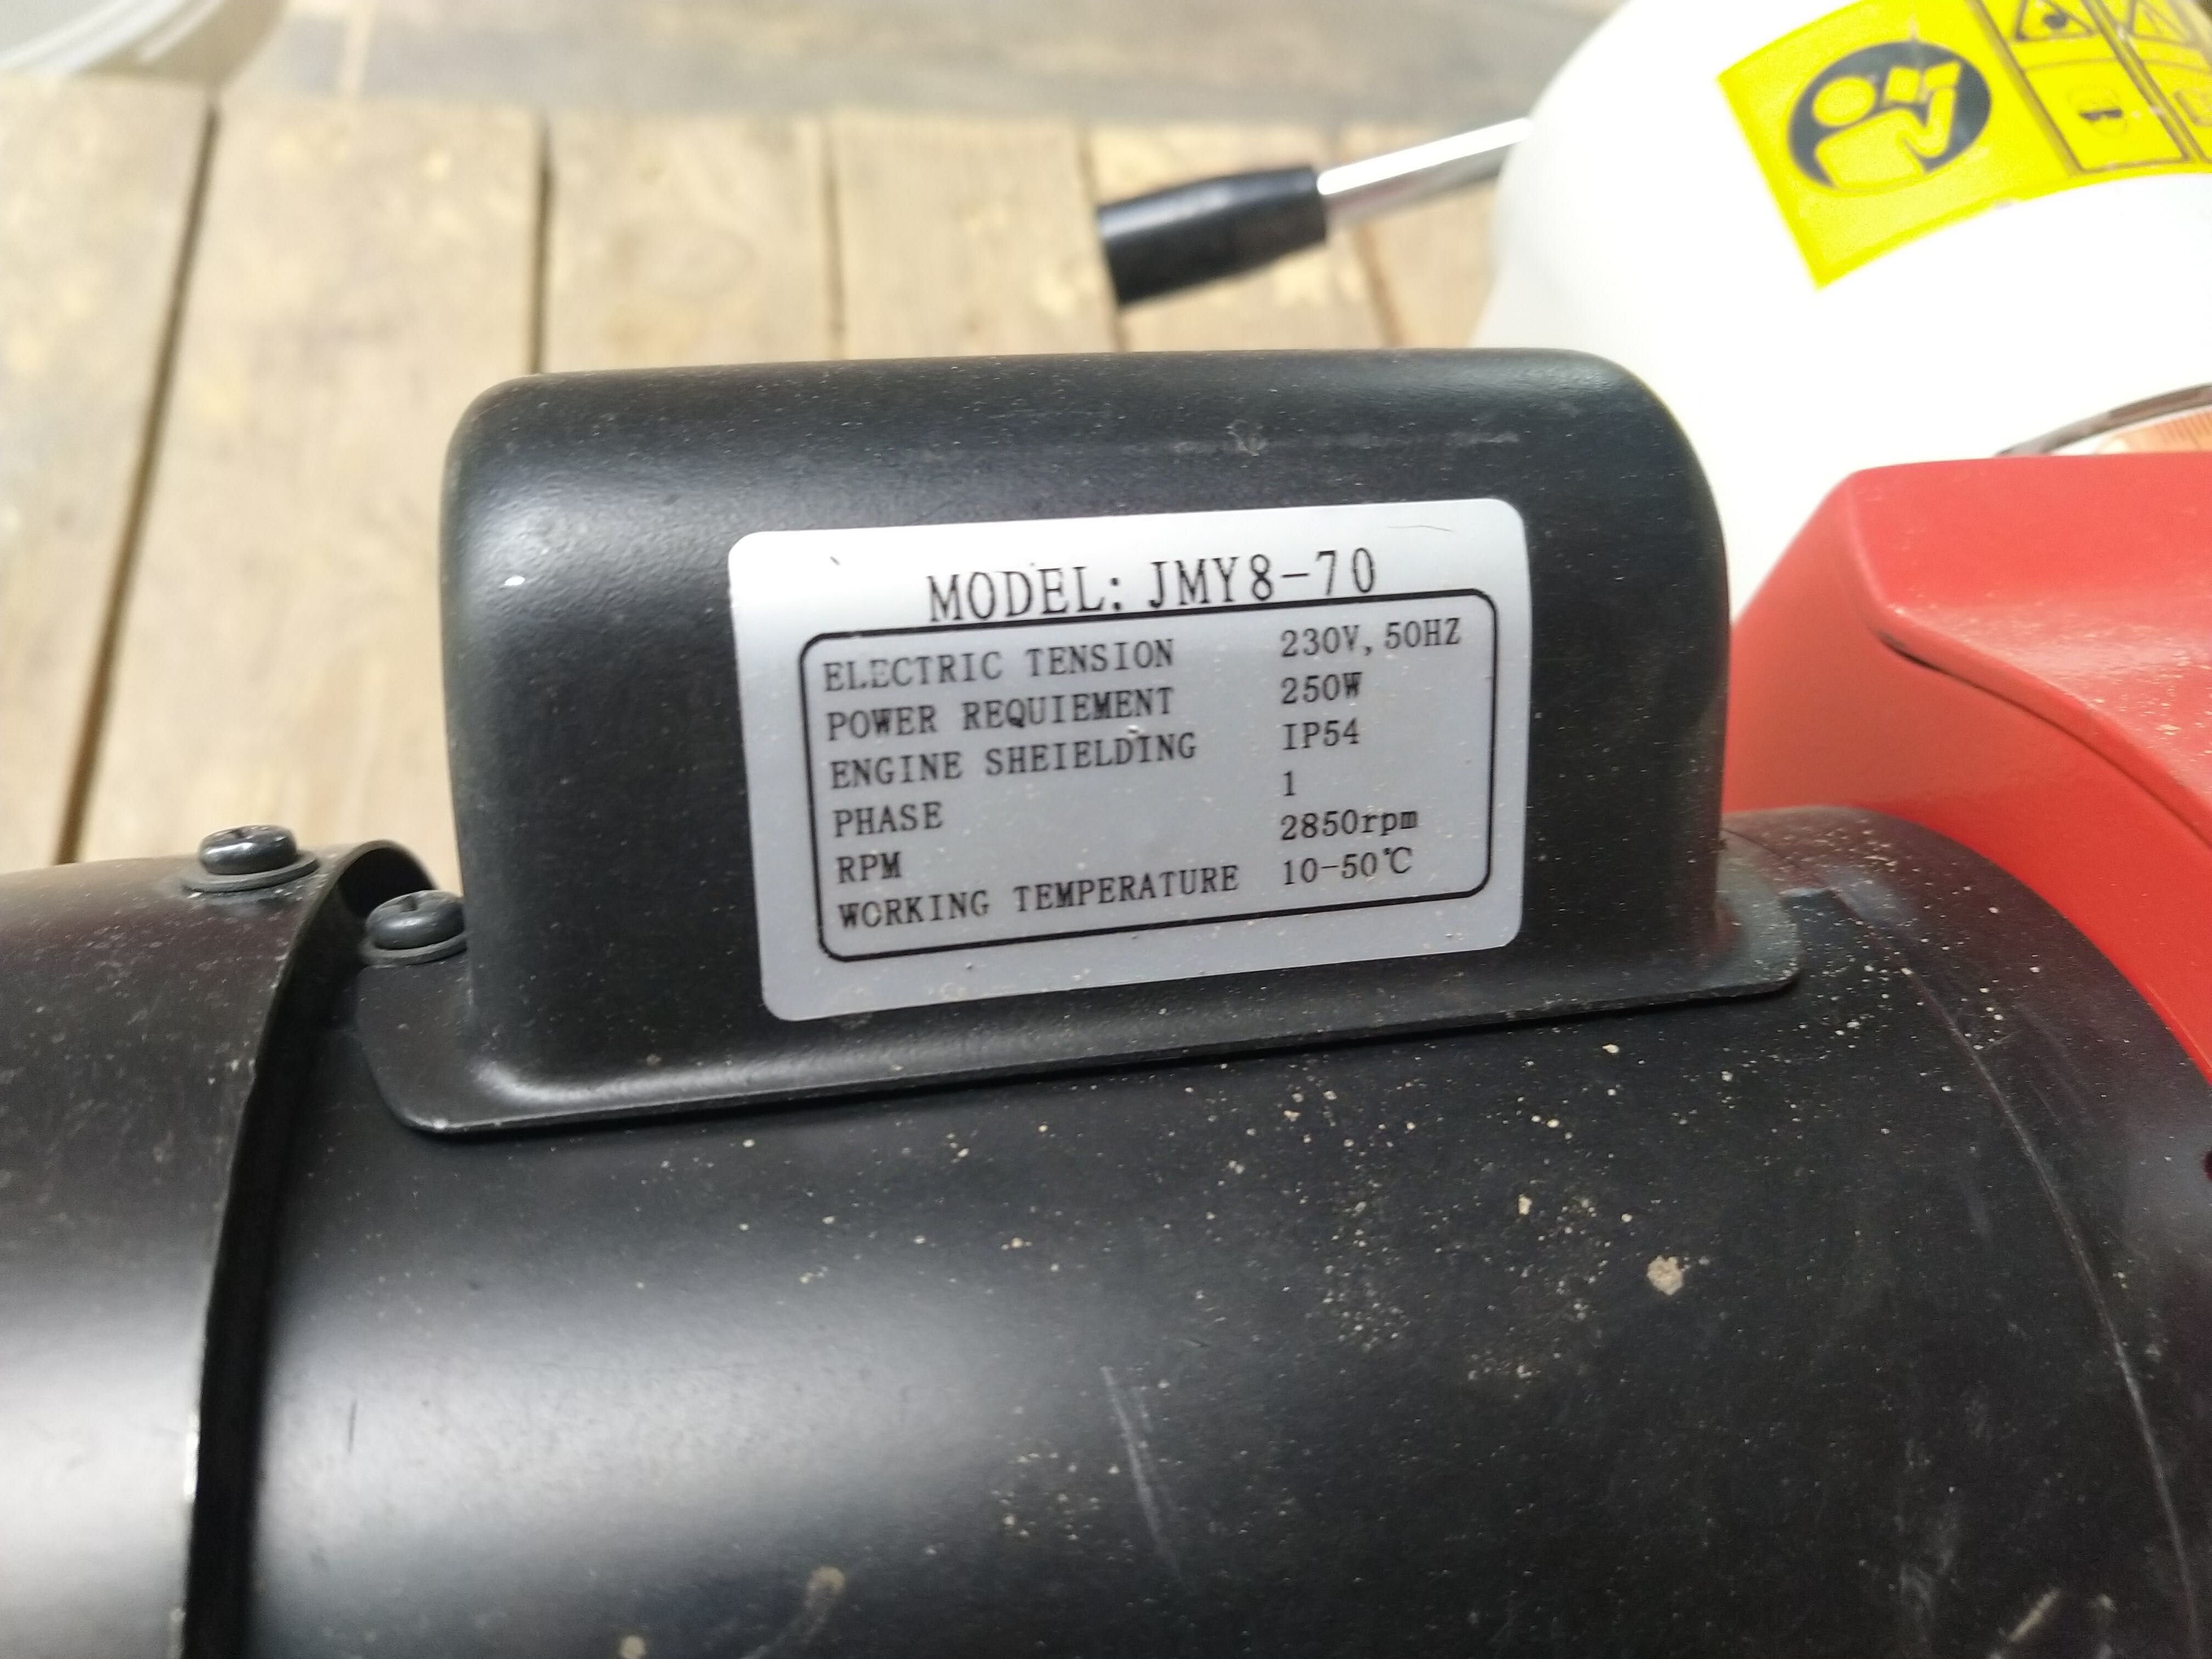 MODEL: JMY8-70
ELECTRIC TENSION 230V, 50HZ
POWER REQUIEMENT 250W
ENGINE SHEIELDING IP54
PHASE 1
RPM 2850rpm
WORKING TEMPERATURE 10-50℃